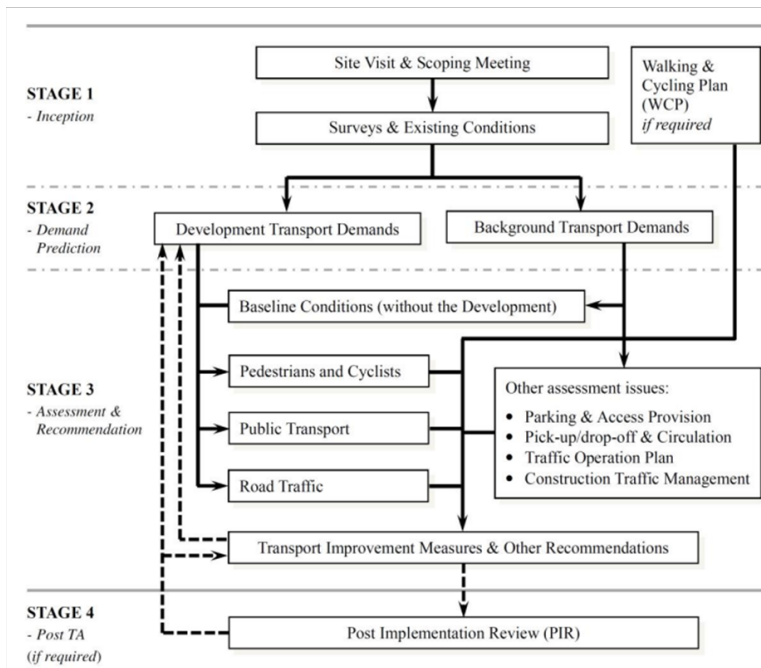 STAGE 1
- Inception
Site Visit & Scoping Meeting
Surveys & Existing Conditions
Walking &
Cycling Plan
(WCP)
if required
STAGE 2
- Demand
Prediction
Development Transport Demands
Background Transport Demands
STAGE 3
- Assessment &
Recommendation
Baseline Conditions (without the Development)
Pedestrians and Cyclists
Public Transport
Road Traffic
Other assessment issues:
• Parking & Access Provision
• Pick-up/drop-off & Circulation
• Traffic Operation Plan
• Construction Traffic Management
Transport Improvement Measures & Other Recommendations
STAGE 4
- Post TA
(if required)
Post Implementation Review (PIR)